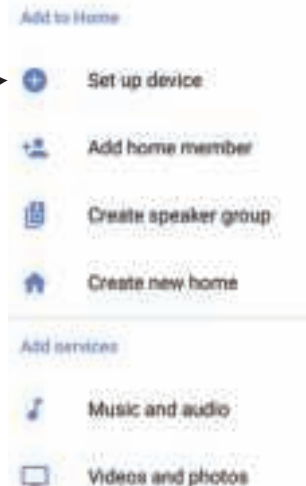 Add to Home
Set up device
Add home member
Create speaker group
Create new home
Add services
Music and audio
Videos and photos